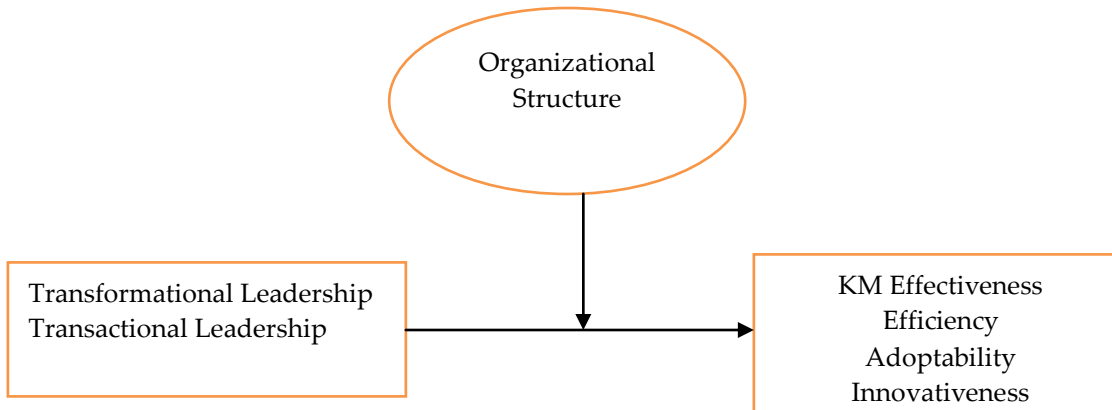 Organizational
Structure
Transformational Leadership
Transactional Leadership
KM Effectiveness
Efficiency
Adoptability
Innovativeness